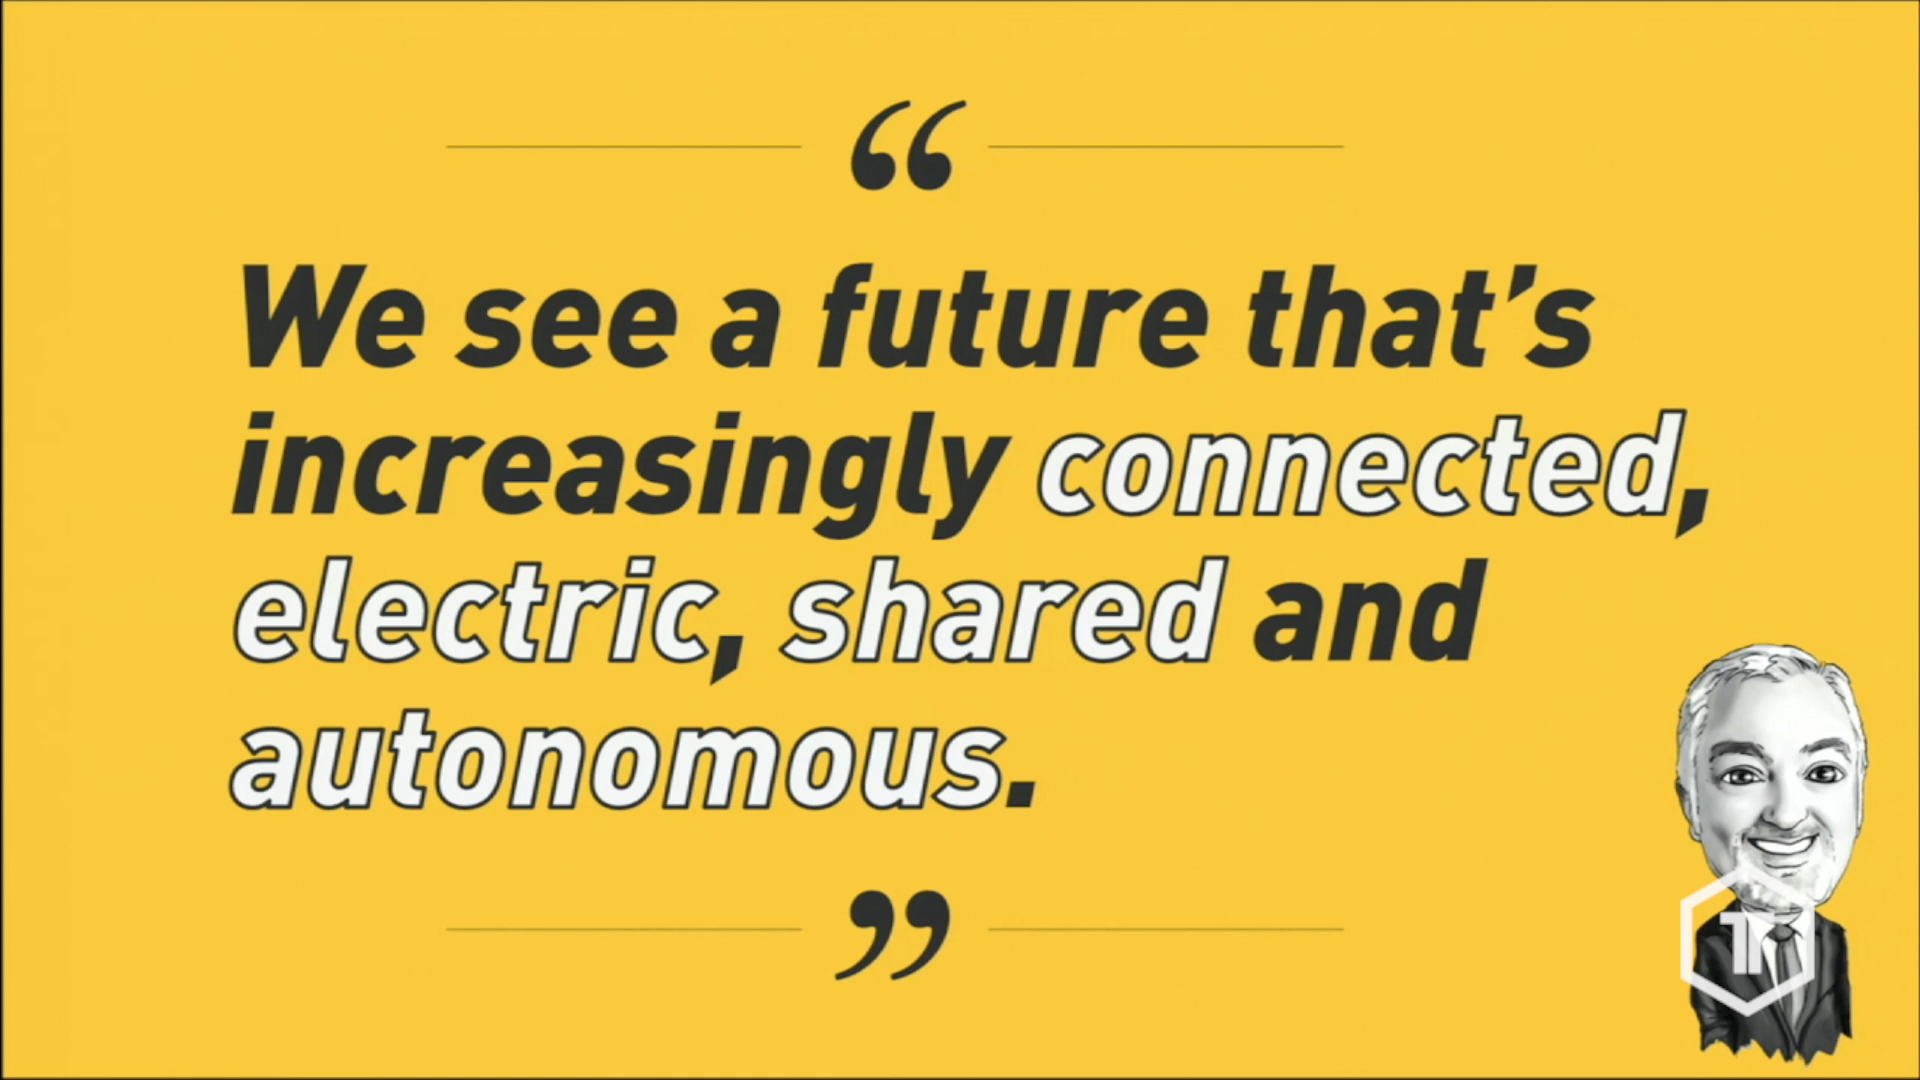 “
We see a future that’s
increasingly connected,
electric, shared and
autonomous.
”